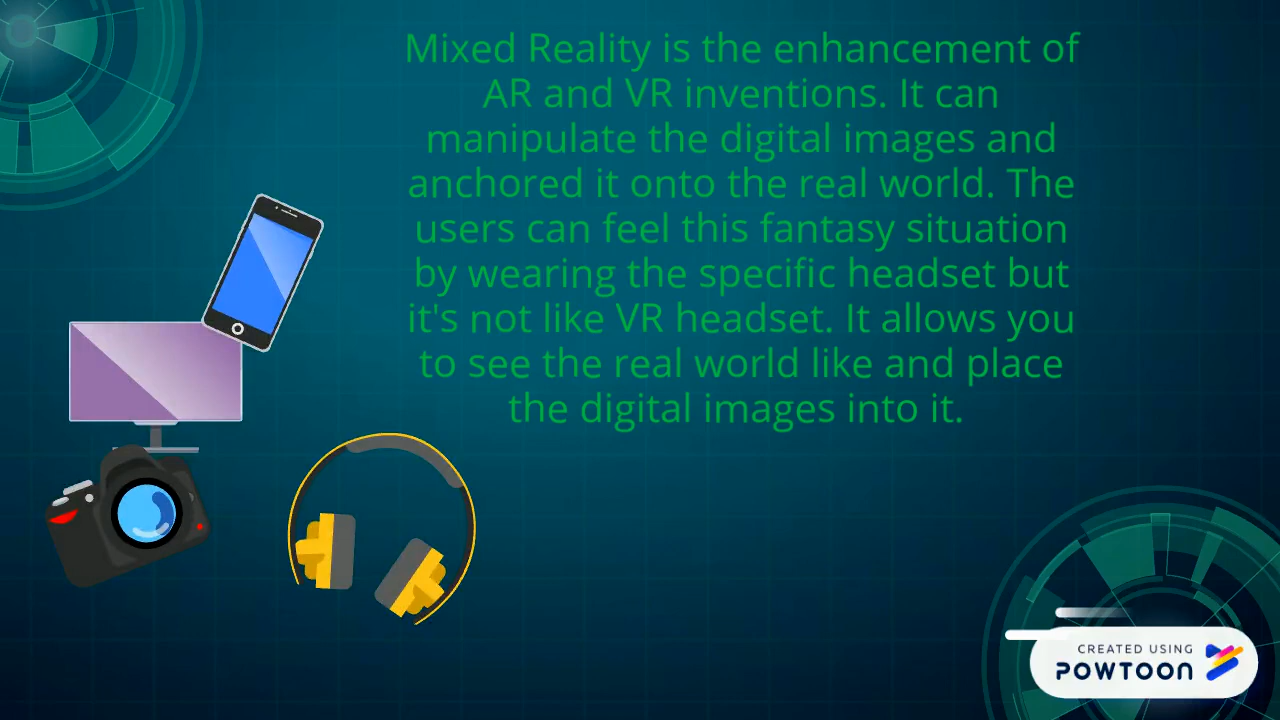 Mixed Reality is the enhancement of
AR and VR inventions. It can
manipulate the digital images and
anchored it onto the real world. The
users can feel this fantasy situation
by wearing the specific headset but
it's not like VR headset. It allows you
to see the real world like and place
the digital images into it.
CREATED USING
POWTOON